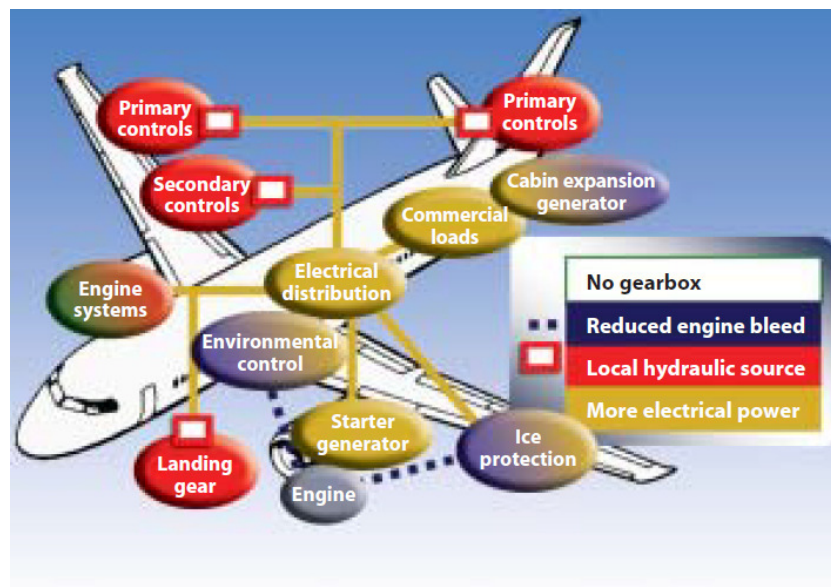 Primary
controls
Primary
controls
Secondary
controls
Cabin expansion
generator
Commercial
loads
Electrical
distribution
Engine
systems
No gearbox
Reduced engine bleed
Local hydraulic source
More electrical power
Environmental
control
Starter
generator
Ice
protection
Landing
gear
Engine